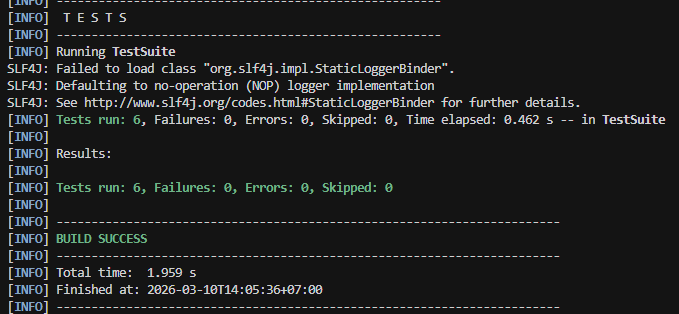 [INFO] -------------------------------------------------------
[INFO]  T E S T S
[INFO] -------------------------------------------------------
[INFO] Running TestSuite
SLF4J: Failed to load class "org.slf4j.impl.StaticLoggerBinder".
SLF4J: Defaulting to no-operation (NOP) logger implementation
SLF4J: See http://www.slf4j.org/codes.html#StaticLoggerBinder for further details.
[INFO] Tests run: 6, Failures: 0, Errors: 0, Skipped: 0, Time elapsed: 0.462 s -- in TestSuite
[INFO]
[INFO] Results:
[INFO]
[INFO] Tests run: 6, Failures: 0, Errors: 0, Skipped: 0
[INFO]
[INFO] ------------------------------------------------------------------------
[INFO] BUILD SUCCESS
[INFO] ------------------------------------------------------------------------
[INFO] Total time:  1.959 s
[INFO] Finished at: 2026-03-10T14:05:36+07:00
[INFO] ------------------------------------------------------------------------